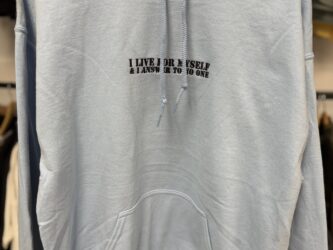 I LIVE FOR MYSELF
& I ANSWER TO NO ONE